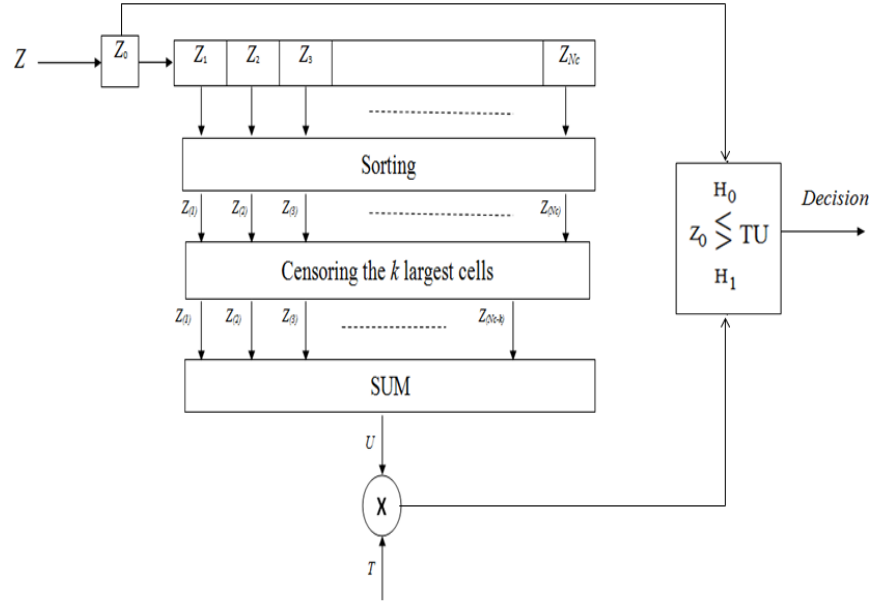 Z Z₀ Z₁ Z₂ Z₃ Z_Nc
Sorting
Z(1) Z(2) Z(3) Z(Nc)
Censoring the k largest cells
Z(1) Z(2) Z(3) Z(Nc-k)
SUM
U
X
T
H₀
Z₀ ≶ TU
H₁
Decision